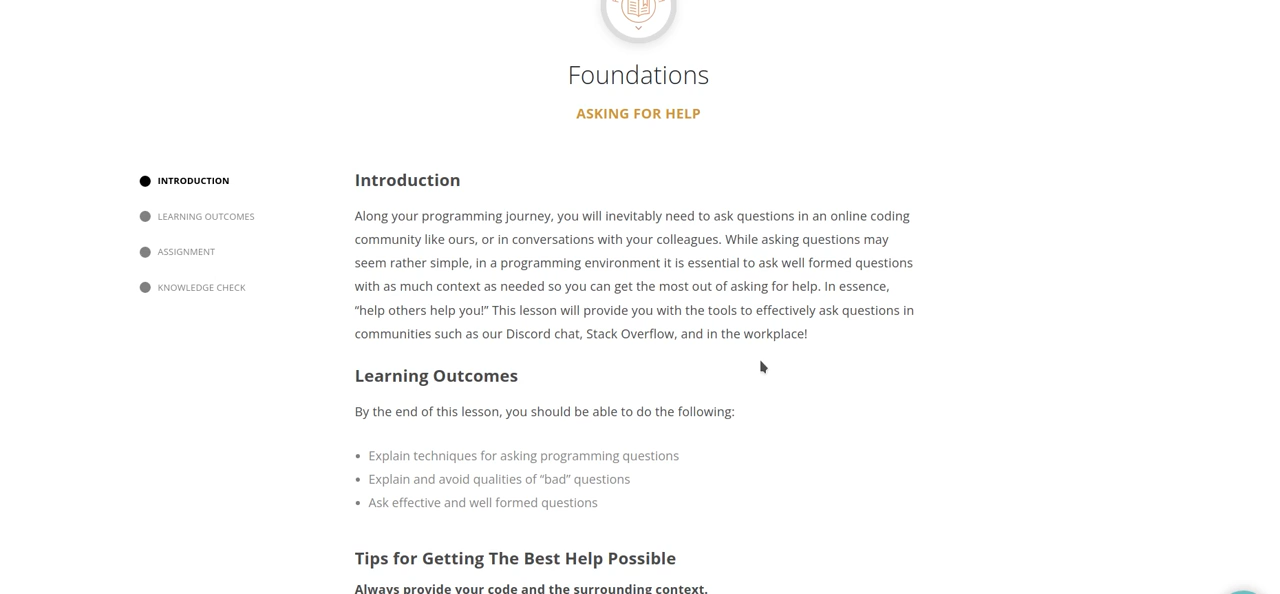 Foundations
ASKING FOR HELP
INTRODUCTION
LEARNING OUTCOMES
ASSIGNMENT
KNOWLEDGE CHECK
Introduction
Along your programming journey, you will inevitably need to ask questions in an online coding
community like ours, or in conversations with your colleagues. While asking questions may
seem rather simple, in a programming environment it is essential to ask well formed questions
with as much context as needed so you can get the most out of asking for help. In essence,
“help others help you!” This lesson will provide you with the tools to effectively ask questions in
communities such as our Discord chat, Stack Overflow, and in the workplace!
Learning Outcomes
By the end of this lesson, you should be able to do the following:
• Explain techniques for asking programming questions
• Explain and avoid qualities of “bad” questions
• Ask effective and well formed questions
Tips for Getting The Best Help Possible
Always provide your code and the surrounding context.